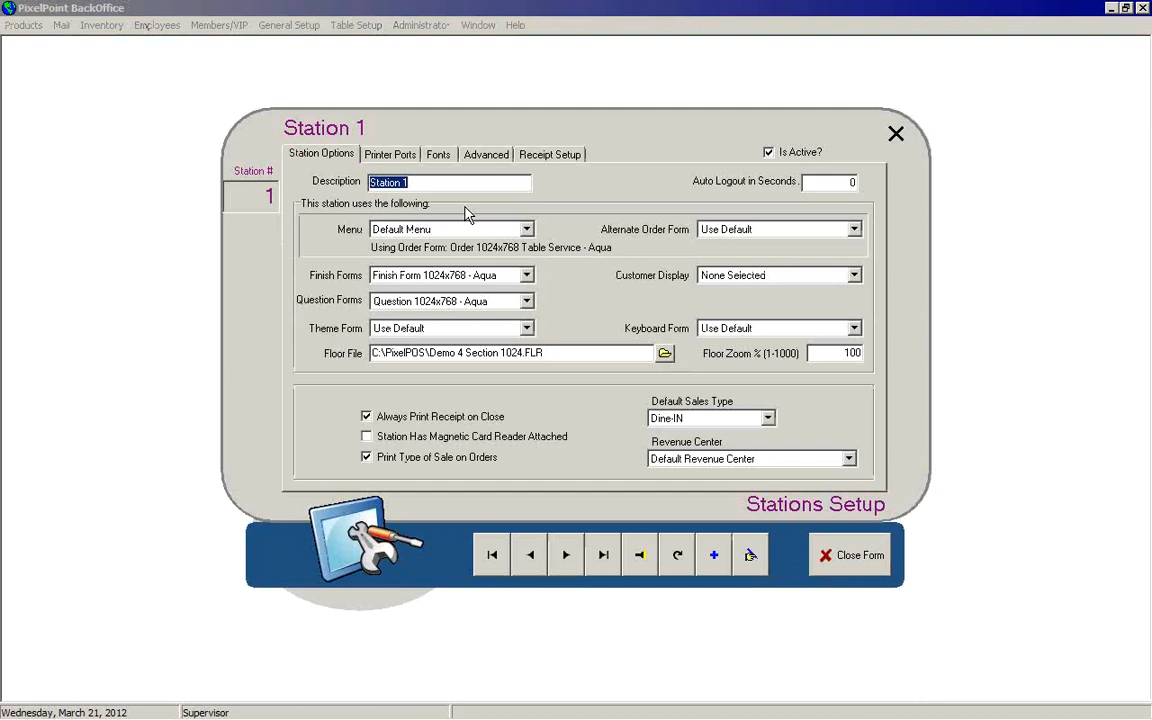 PixelPoint BackOffice
Products Mail Inventory Employees Members/VIP General Setup Table Setup Administrator Window Help
Station 1
Station Options Printer Ports Fonts Advanced Receipt Setup Is Active?
Station #
1
Description Station 1 Auto Logout in Seconds. 0
This station uses the following:
Menu Default Menu Alternate Order Form Use Default
Using Order Form: Order 1024x768 Table Service - Aqua
Finish Forms Finish Form 1024x768 - Aqua Customer Display None Selected
Question Forms Question 1024x768 - Aqua
Theme Form Use Default Keyboard Form Use Default
Floor File C:\PixelPOS\Demo 4 Section 1024.FLR Floor Zoom % (1-1000) 100
Default Sales Type
Always Print Receipt on Close Dine-IN
Station Has Magnetic Card Reader Attached
Revenue Center
Print Type of Sale on Orders Default Revenue Center
Stations Setup
Close Form
Wednesday, March 21, 2012 Supervisor